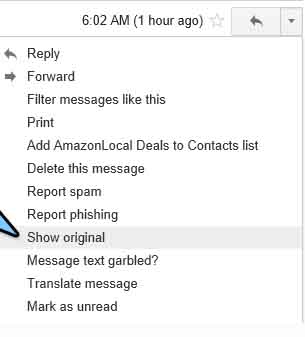 6:02 AM (1 hour ago)
Reply
Forward
Filter messages like this
Print
Add AmazonLocal Deals to Contacts list
Delete this message
Report spam
Report phishing
Show original
Message text garbled?
Translate message
Mark as unread